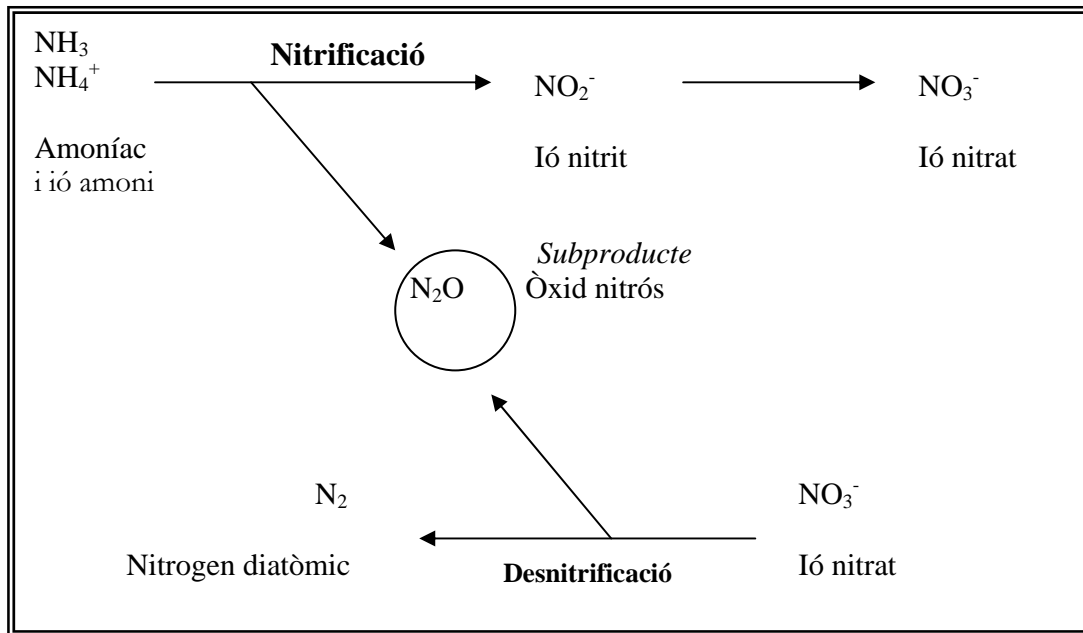 NH₃
NH₄⁺
Nitrificació
NO₂⁻
NO₃⁻
Amoníac
i ió amoni
Ió nitrit
Ió nitrat
Subproducte
N₂O
Òxid nitrós
N₂
NO₃⁻
Nitrogen diatòmic
Desnitrificació
Ió nitrat